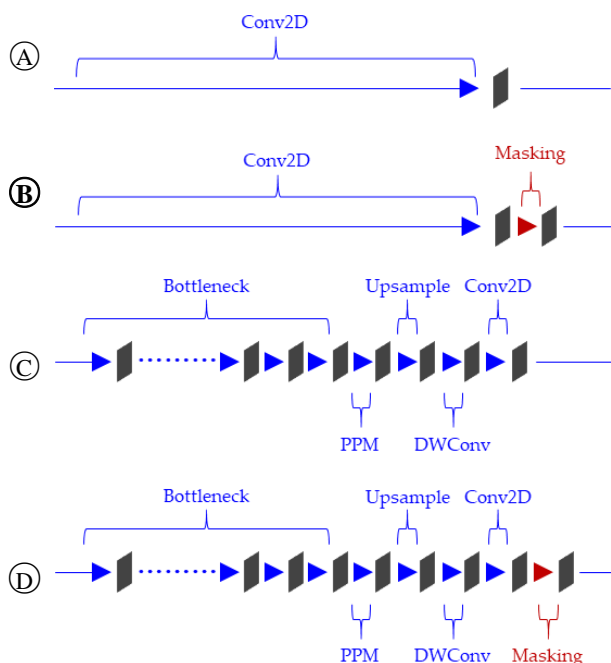 Conv2D
Ⓐ
Masking
Conv2D
Ⓑ
Bottleneck Upsample Conv2D
Ⓒ
PPM DWConv
Bottleneck Upsample Conv2D
Ⓓ
PPM DWConv Masking